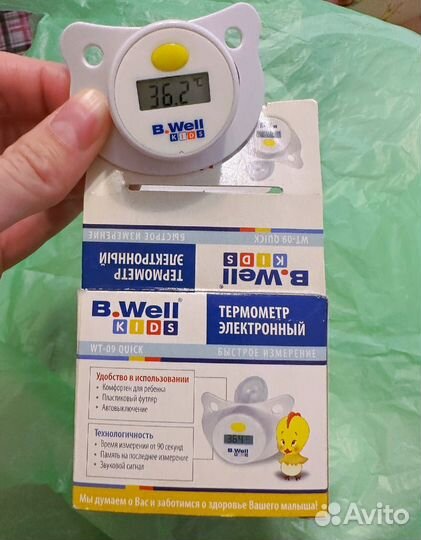 36.2°C
B.Well
KIDS
WT-09 QUICK
БЫСТРОЕ ИЗМЕРЕНИЕ
B.Well
KIDS
ТЕРМОМЕТР
ЭЛЕКТРОННЫЙ
B.Well
KIDS
ТЕРМОМЕТР
ЭЛЕКТРОННЫЙ
WT-09 QUICK
БЫСТРОЕ ИЗМЕРЕНИЕ
Удобство в использовании
• Комфортен для ребенка
• Пластиковый футляр
• Автовыключение
Технологичность
• Время измерения от 90 секунд
• Память на последнее измерение
• Звуковой сигнал
B.Well
KIDS
Мы думаем о Вас и заботимся о здоровье Вашего малыша!
Avito